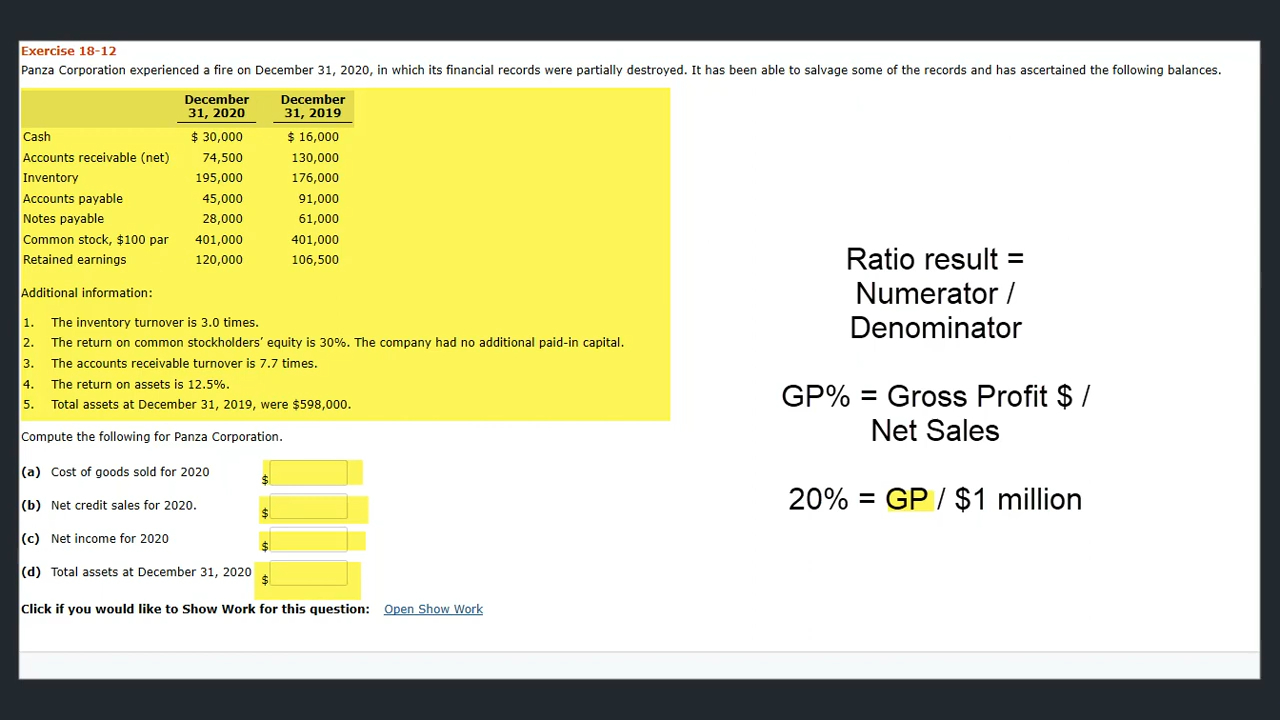 Exercise 18-12
Panza Corporation experienced a fire on December 31, 2020, in which its financial records were partially destroyed. It has been able to salvage some of the records and has ascertained the following balances.
December 31, 2020 December 31, 2019
Cash $ 30,000 $ 16,000
Accounts receivable (net) 74,500 130,000
Inventory 195,000 176,000
Accounts payable 45,000 91,000
Notes payable 28,000 61,000
Common stock, $100 par 401,000 401,000
Retained earnings 120,000 106,500
Additional information:
1. The inventory turnover is 3.0 times.
2. The return on common stockholders’ equity is 30%. The company had no additional paid-in capital.
3. The accounts receivable turnover is 7.7 times.
4. The return on assets is 12.5%.
5. Total assets at December 31, 2019, were $598,000.
Compute the following for Panza Corporation.
(a) Cost of goods sold for 2020 $
(b) Net credit sales for 2020. $
(c) Net income for 2020 $
(d) Total assets at December 31, 2020 $
Click if you would like to Show Work for this question: Open Show Work
Ratio result =
Numerator /
Denominator
GP% = Gross Profit $ /
Net Sales
20% = GP / $1 million